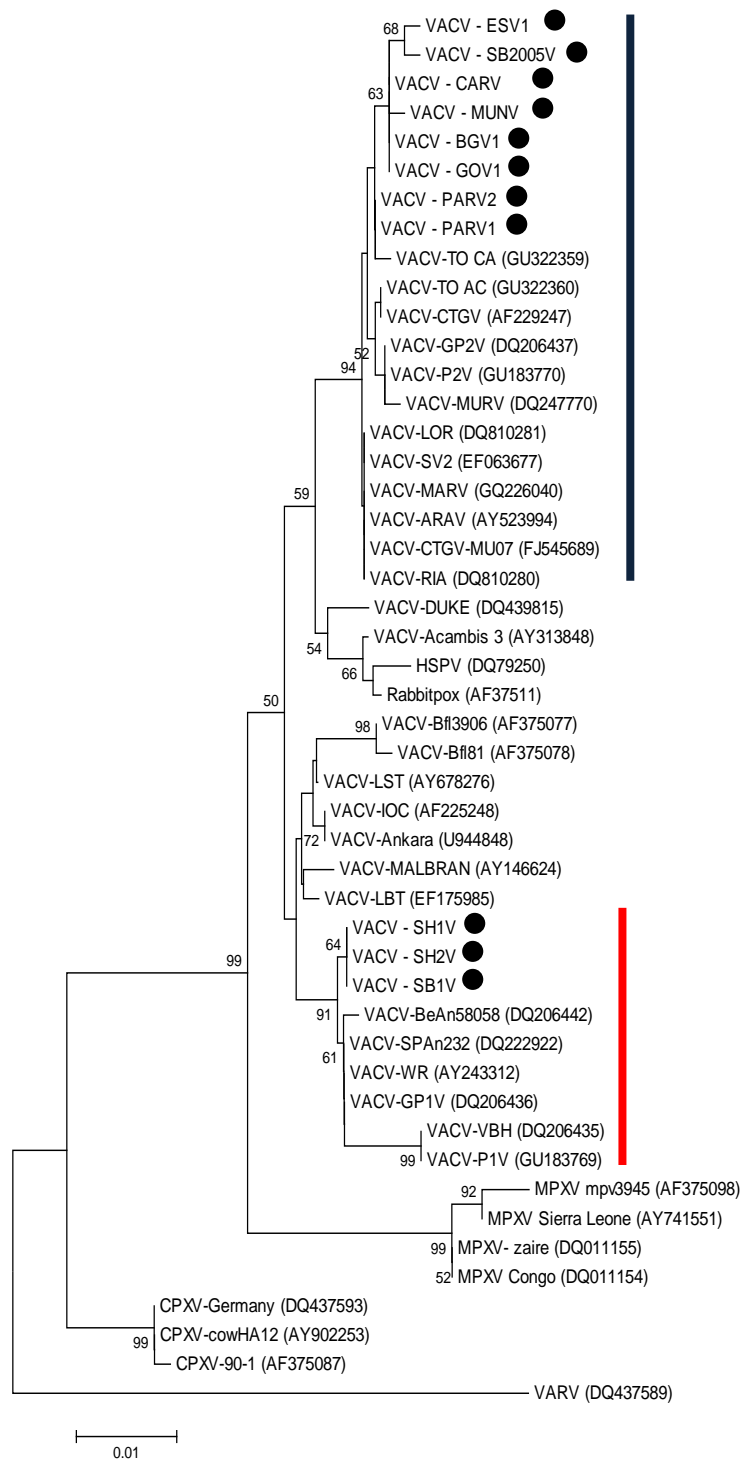 68
VACV - ESV1
VACV - SB2005V
VACV - CARV
63
VACV - MUNV
VACV - BGV1
VACV - GOV1
VACV - PARV2
VACV - PARV1
VACV-TO CA (GU322359)
VACV-TO AC (GU322360)
VACV-CTGV (AF229247)
VACV-GP2V (DQ206437)
52
94
VACV-P2V (GU183770)
VACV-MURV (DQ247770)
VACV-LOR (DQ810281)
VACV-SV2 (EF063677)
VACV-MARV (GQ226040)
59
VACV-ARAV (AY523994)
VACV-CTGV-MU07 (FJ545689)
VACV-RIA (DQ810280)
VACV-DUKE (DQ439815)
VACV-Acambis 3 (AY313848)
54
HSPV (DQ79250)
66
Rabbitpox (AF37511)
50
VACV-Bfl3906 (AF375077)
98
VACV-Bfl81 (AF375078)
VACV-LST (AY678276)
VACV-IOC (AF225248)
72
VACV-Ankara (U944848)
VACV-MALBRAN (AY146624)
VACV-LBT (EF175985)
VACV - SH1V
64
VACV - SH2V
99
VACV - SB1V
91
VACV-BeAn58058 (DQ206442)
VACV-SPAn232 (DQ222922)
61
VACV-WR (AY243312)
VACV-GP1V (DQ206436)
VACV-VBH (DQ206435)
99
VACV-P1V (GU183769)
92
MPXV mpv3945 (AF375098)
MPXV Sierra Leone (AY741551)
99
MPXV- zaire (DQ011155)
52
MPXV Congo (DQ011154)
CPXV-Germany (DQ437593)
CPXV-cowHA12 (AY902253)
99
CPXV-90-1 (AF375087)
VARV (DQ437589)
0.01